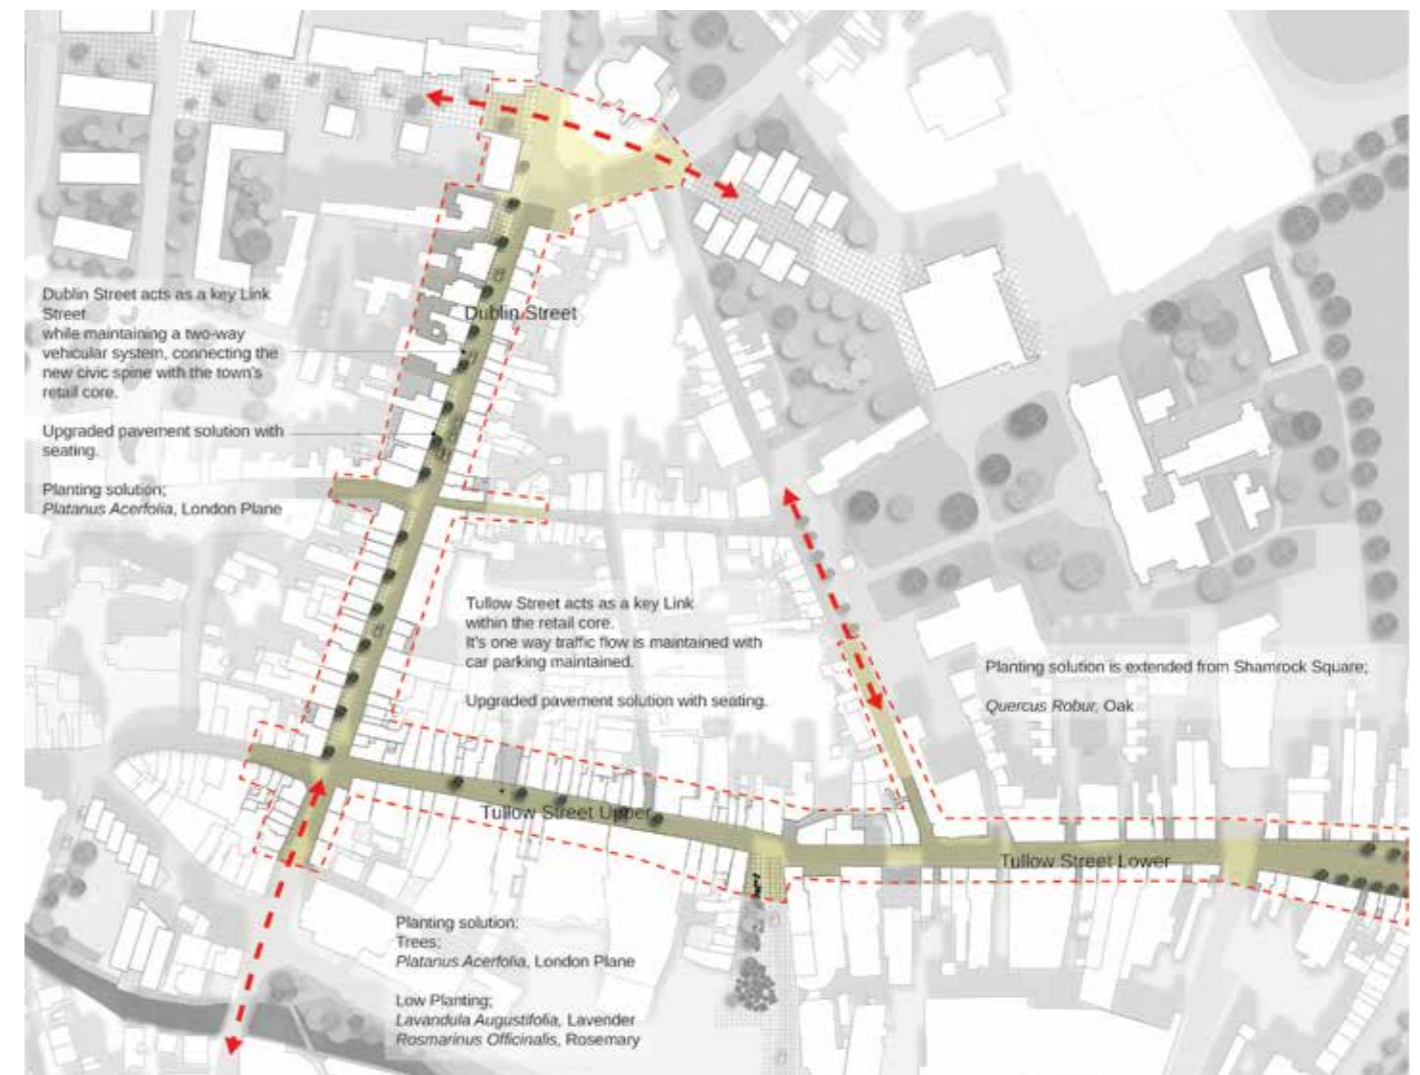 Dublin Street acts as a key Link
Street
while maintaining a two-way
vehicular system, connecting the
new civic spine with the town's
retail core.
Upgraded pavement solution with
seating.
Planting solution;
Platanus Acerfolia, London Plane
Dublin Street
Tullow Street acts as a key Link
within the retail core.
It's one way traffic flow is maintained with
car parking maintained.
Upgraded pavement solution with seating.
Planting solution is extended from Shamrock Square;
Quercus Robur, Oak
Tullow Street Upper
Tullow Street Lower
Planting solution;
Trees;
Platanus Acerfolia, London Plane
Low Planting;
Lavandula Augustifolia, Lavender
Rosmarinus Officinalis, Rosemary